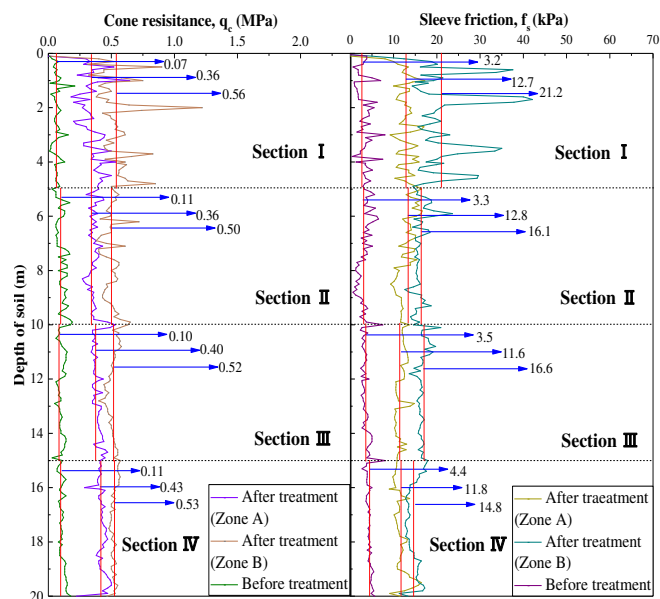 Cone resisitance, q_c (MPa)
Sleeve friction, f_s (kPa)
0.0 0.5 1.0 1.5 2.0
0 10 20 30 40 50 60 70
Depth of soil (m)
0
2
4
6
8
10
12
14
16
18
20
0.07
0.36
0.56
Section Ⅰ
0.11
0.36
0.50
Section Ⅱ
0.10
0.40
0.52
Section Ⅲ
0.11
0.43
0.53
Section Ⅳ
After treatment
(Zone A)
After treatment
(Zone B)
Before treatment
3.2
12.7
21.2
Section Ⅰ
3.3
12.8
16.1
Section Ⅱ
3.5
11.6
16.6
Section Ⅲ
4.4
11.8
14.8
Section Ⅳ
After traeatment
(Zone A)
After treatment
(Zone B)
Before treatment